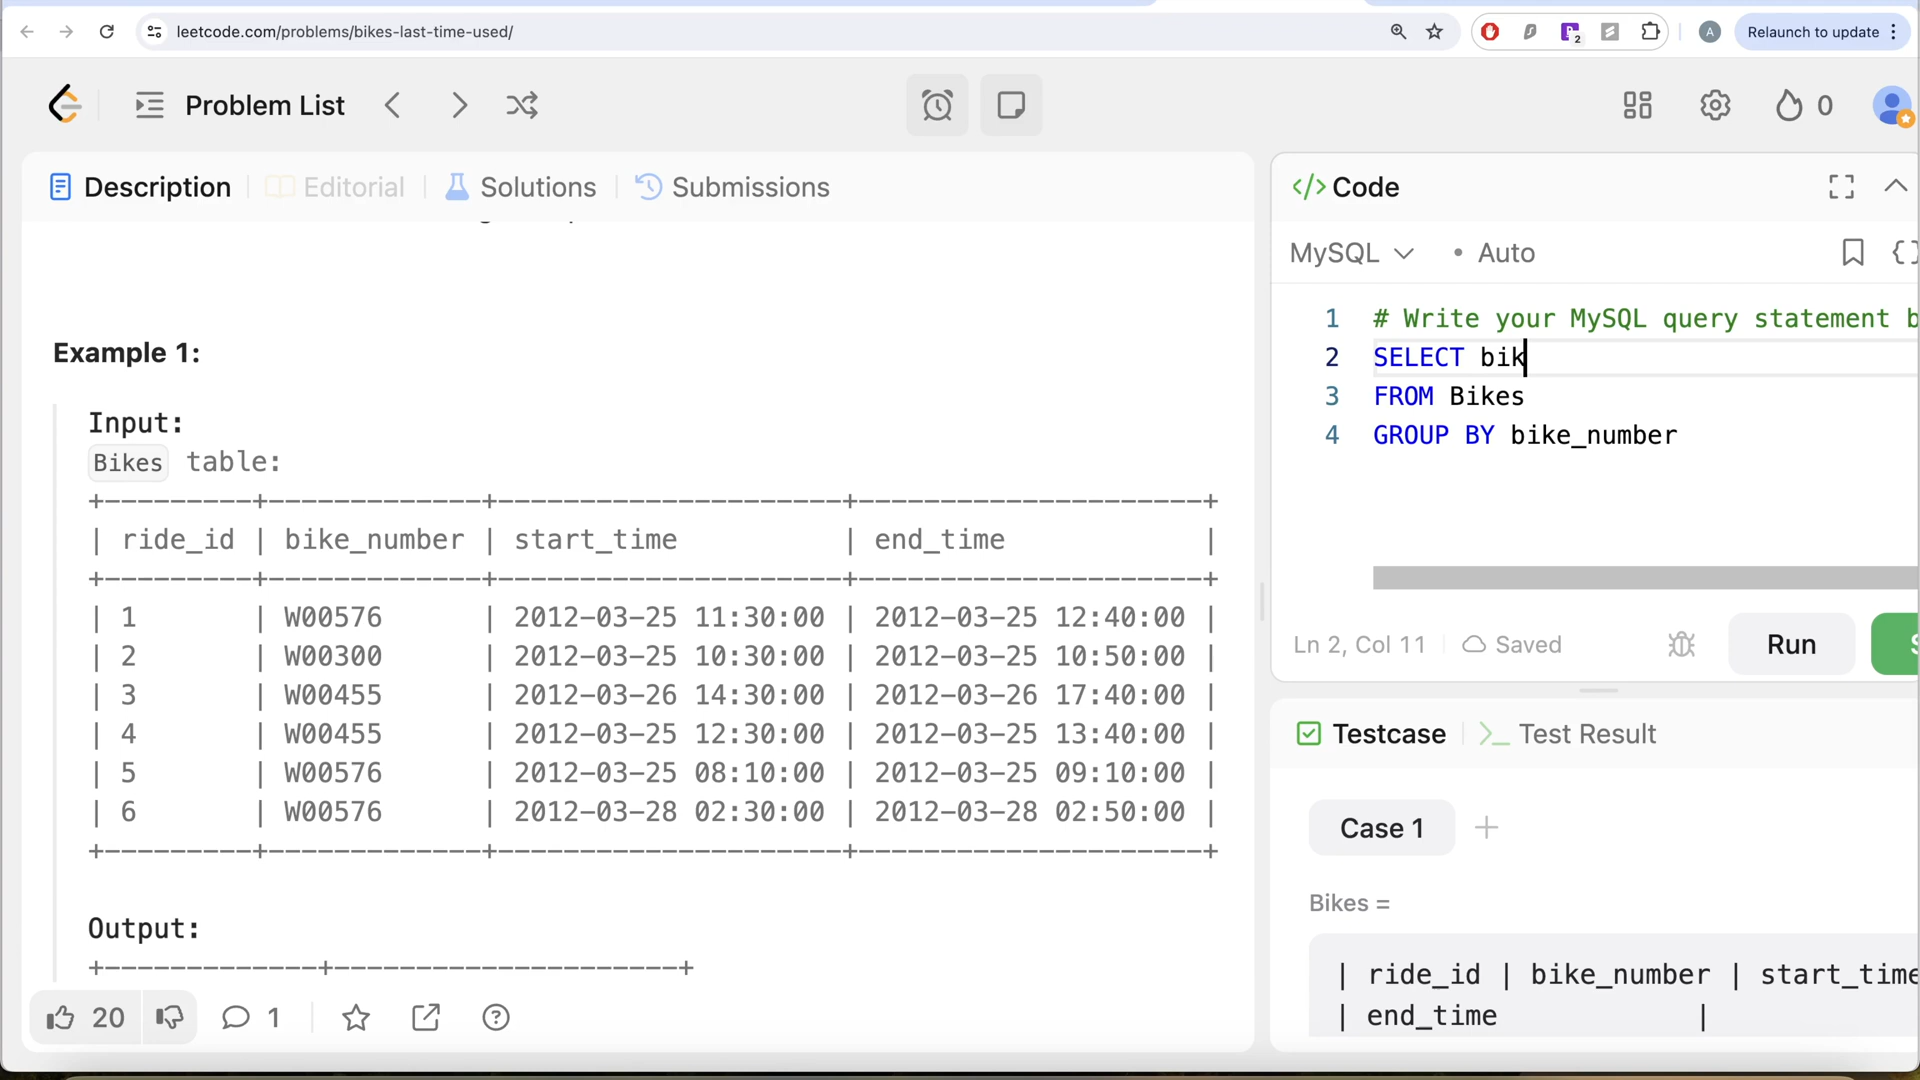 leetcode.com/problems/bikes-last-time-used/
2
A
Relaunch to update
Problem List
0
Description
Editorial
Solutions
Submissions
Example 1:
Input:
Bikes table:
+---------+-------------+---------------------+---------------------+
| ride_id | bike_number | start_time          | end_time            |
+---------+-------------+---------------------+---------------------+
| 1       | W00576      | 2012-03-25 11:30:00 | 2012-03-25 12:40:00 |
| 2       | W00300      | 2012-03-25 10:30:00 | 2012-03-25 10:50:00 |
| 3       | W00455      | 2012-03-26 14:30:00 | 2012-03-26 17:40:00 |
| 4       | W00455      | 2012-03-25 12:30:00 | 2012-03-25 13:40:00 |
| 5       | W00576      | 2012-03-25 08:10:00 | 2012-03-25 09:10:00 |
| 6       | W00576      | 2012-03-28 02:30:00 | 2012-03-28 02:50:00 |
+---------+-------------+---------------------+---------------------+
Output:
+-------------+---------------------+
20
1
</> Code
MySQL
• Auto
1 # Write your MySQL query statement b
2 SELECT bik
3 FROM Bikes
4 GROUP BY bike_number
Ln 2, Col 11
Saved
Run
S
Testcase
Test Result
Case 1
Bikes =
| ride_id | bike_number | start_time
| end_time            |